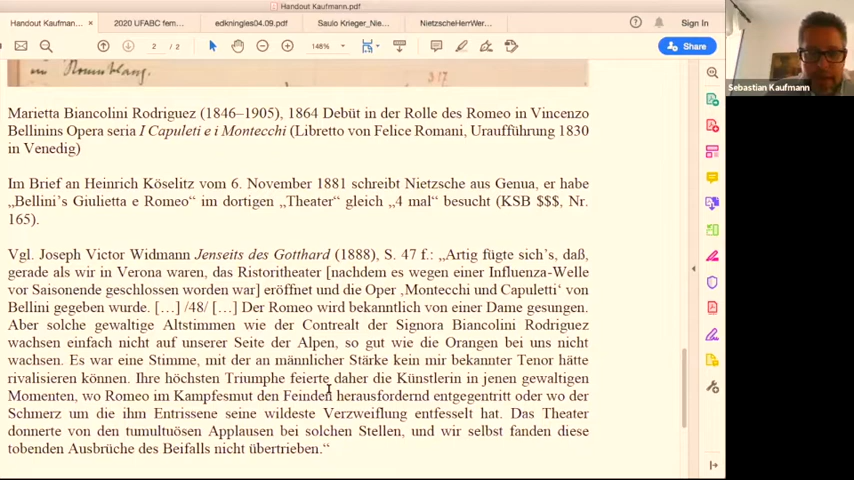 Handout Kaufmann.pdf
Handout Kaufmann... × 2020 UFABC fem... edkningles04.09.pdf Saulo Krieger_Nie... NietzscheHerrWer... Sign In
2 / 2 148% Share
317
Sebastian Kaufmann
Marietta Biancolini Rodriguez (1846–1905), 1864 Debüt in der Rolle des Romeo in Vincenzo
Bellinins Opera seria I Capuleti e i Montecchi (Libretto von Felice Romani, Uraufführung 1830
in Venedig)
Im Brief an Heinrich Köselitz vom 6. November 1881 schreibt Nietzsche aus Genua, er habe
„Bellini's Giulietta e Romeo“ im dortigen „Theater“ gleich „4 mal“ besucht (KSB $$$, Nr.
165).
Vgl. Joseph Victor Widmann Jenseits des Gotthard (1888), S. 47 f.: „Artig fügte sich's, daß,
gerade als wir in Verona waren, das Ristoritheater [nachdem es wegen einer Influenza-Welle
vor Saisonende geschlossen worden war] eröffnet und die Oper ‚Montecchi und Capuletti‘ von
Bellini gegeben wurde. […] /48/ […] Der Romeo wird bekanntlich von einer Dame gesungen.
Aber solche gewaltige Altstimmen wie der Contrealt der Signora Biancolini Rodriguez
wachsen einfach nicht auf unserer Seite der Alpen, so gut wie die Orangen bei uns nicht
wachsen. Es war eine Stimme, mit der an männlicher Stärke kein mir bekannter Tenor hätte
rivalisieren können. Ihre höchsten Triumphe feierte daher die Künstlerin in jenen gewaltigen
Momenten, wo Romeo im Kampfesmut den Feinden herausfordernd entgegentritt oder wo der
Schmerz um die ihm Entrissene seine wildeste Verzweiflung entfesselt hat. Das Theater
donnerte von den tumultuösen Applausen bei solchen Stellen, und wir selbst fanden diese
tobenden Ausbrüche des Beifalls nicht übertrieben.“